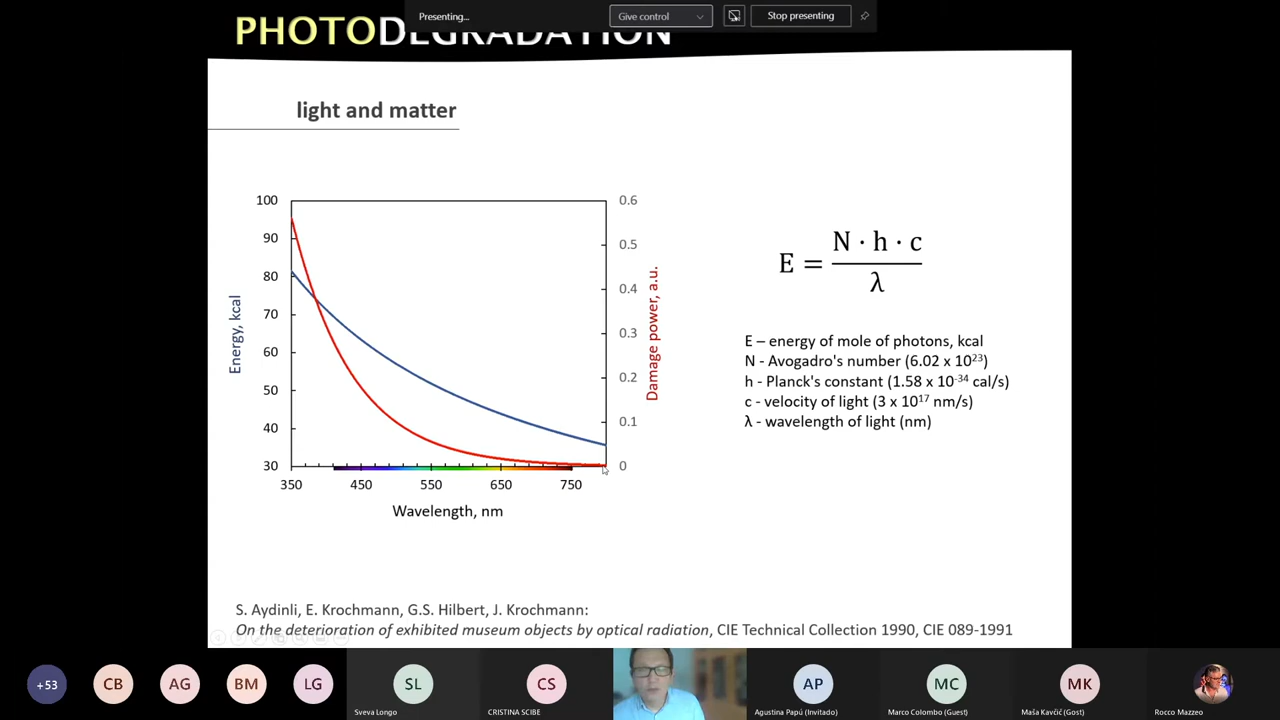 Presenting...
Give control
Stop presenting
PHOTODEGRADATION
light and matter
100
90
80
70
60
50
40
30
Energy, kcal
0.6
0.5
0.4
0.3
0.2
0.1
0
Damage power, a.u.
350 450 550 650 750
Wavelength, nm
E = N · h · c / λ
E – energy of mole of photons, kcal
N - Avogadro's number (6.02 x 10²³)
h - Planck's constant (1.58 x 10⁻³⁴ cal/s)
c - velocity of light (3 x 10¹⁷ nm/s)
λ - wavelength of light (nm)
S. Aydinli, E. Krochmann, G.S. Hilbert, J. Krochmann:
On the deterioration of exhibited museum objects by optical radiation, CIE Technical Collection 1990, CIE 089-1991
+53 CB AG BM LG SL CS AP MC MK
Sveva Longo CRISTINA SCIBE Agustina Papú (Invitado) Marco Colombo (Guest) Maša Kavčič (Gost) Rocco Mazzeo